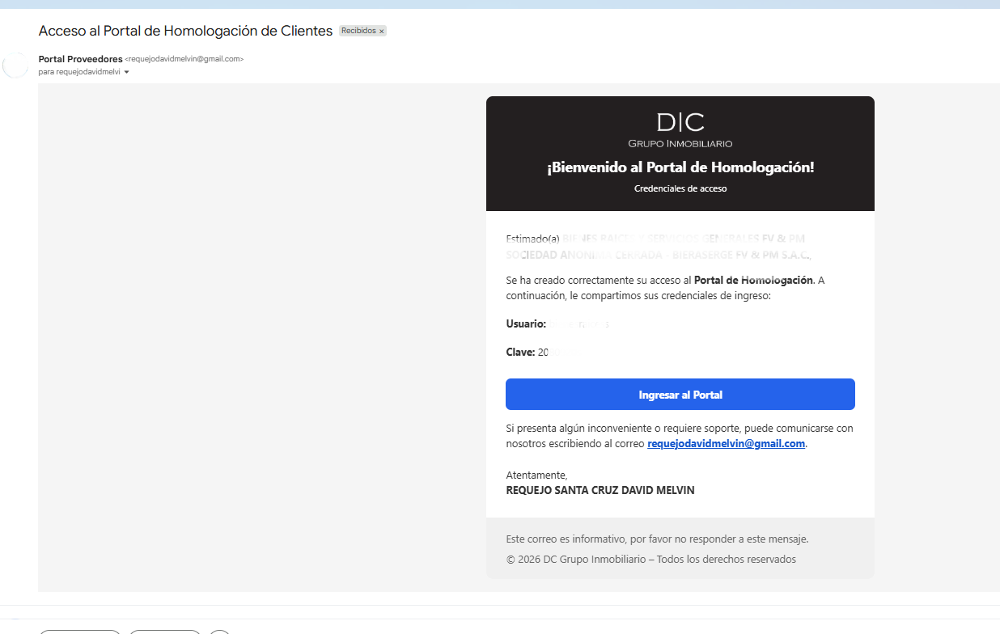 Acceso al Portal de Homologación de Clientes Recibidos x
Portal Proveedores <requejodavidmelvin@gmail.com>
para requejodavidmelvi
D|C
GRUPO INMOBILIARIO
¡Bienvenido al Portal de Homologación!
Credenciales de acceso
Estimado(a) BIENES RAICES Y SERVICIOS GENERALES FV & PM
SOCIEDAD ANONIMA CERRADA - BIERASERGE FV & PM S.A.C.,
Se ha creado correctamente su acceso al Portal de Homologación. A
continuación, le compartimos sus credenciales de ingreso:
Usuario:
Clave: 20
Ingresar al Portal
Si presenta algún inconveniente o requiere soporte, puede comunicarse con
nosotros escribiendo al correo requejodavidmelvin@gmail.com.
Atentamente,
REQUEJO SANTA CRUZ DAVID MELVIN
Este correo es informativo, por favor no responder a este mensaje.
© 2026 DC Grupo Inmobiliario – Todos los derechos reservados